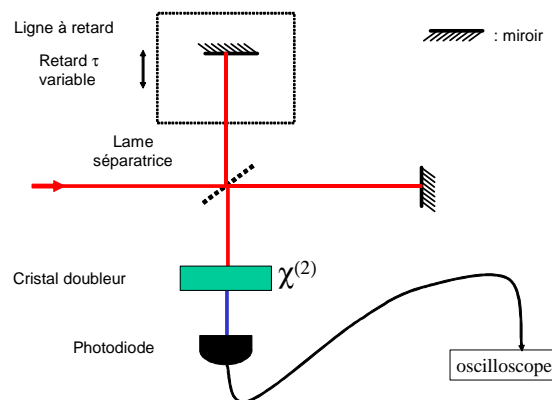 Ligne à retard
Retard τ
variable
: miroir
Lame
séparatrice
Cristal doubleur
χ(2)
Photodiode
oscilloscope